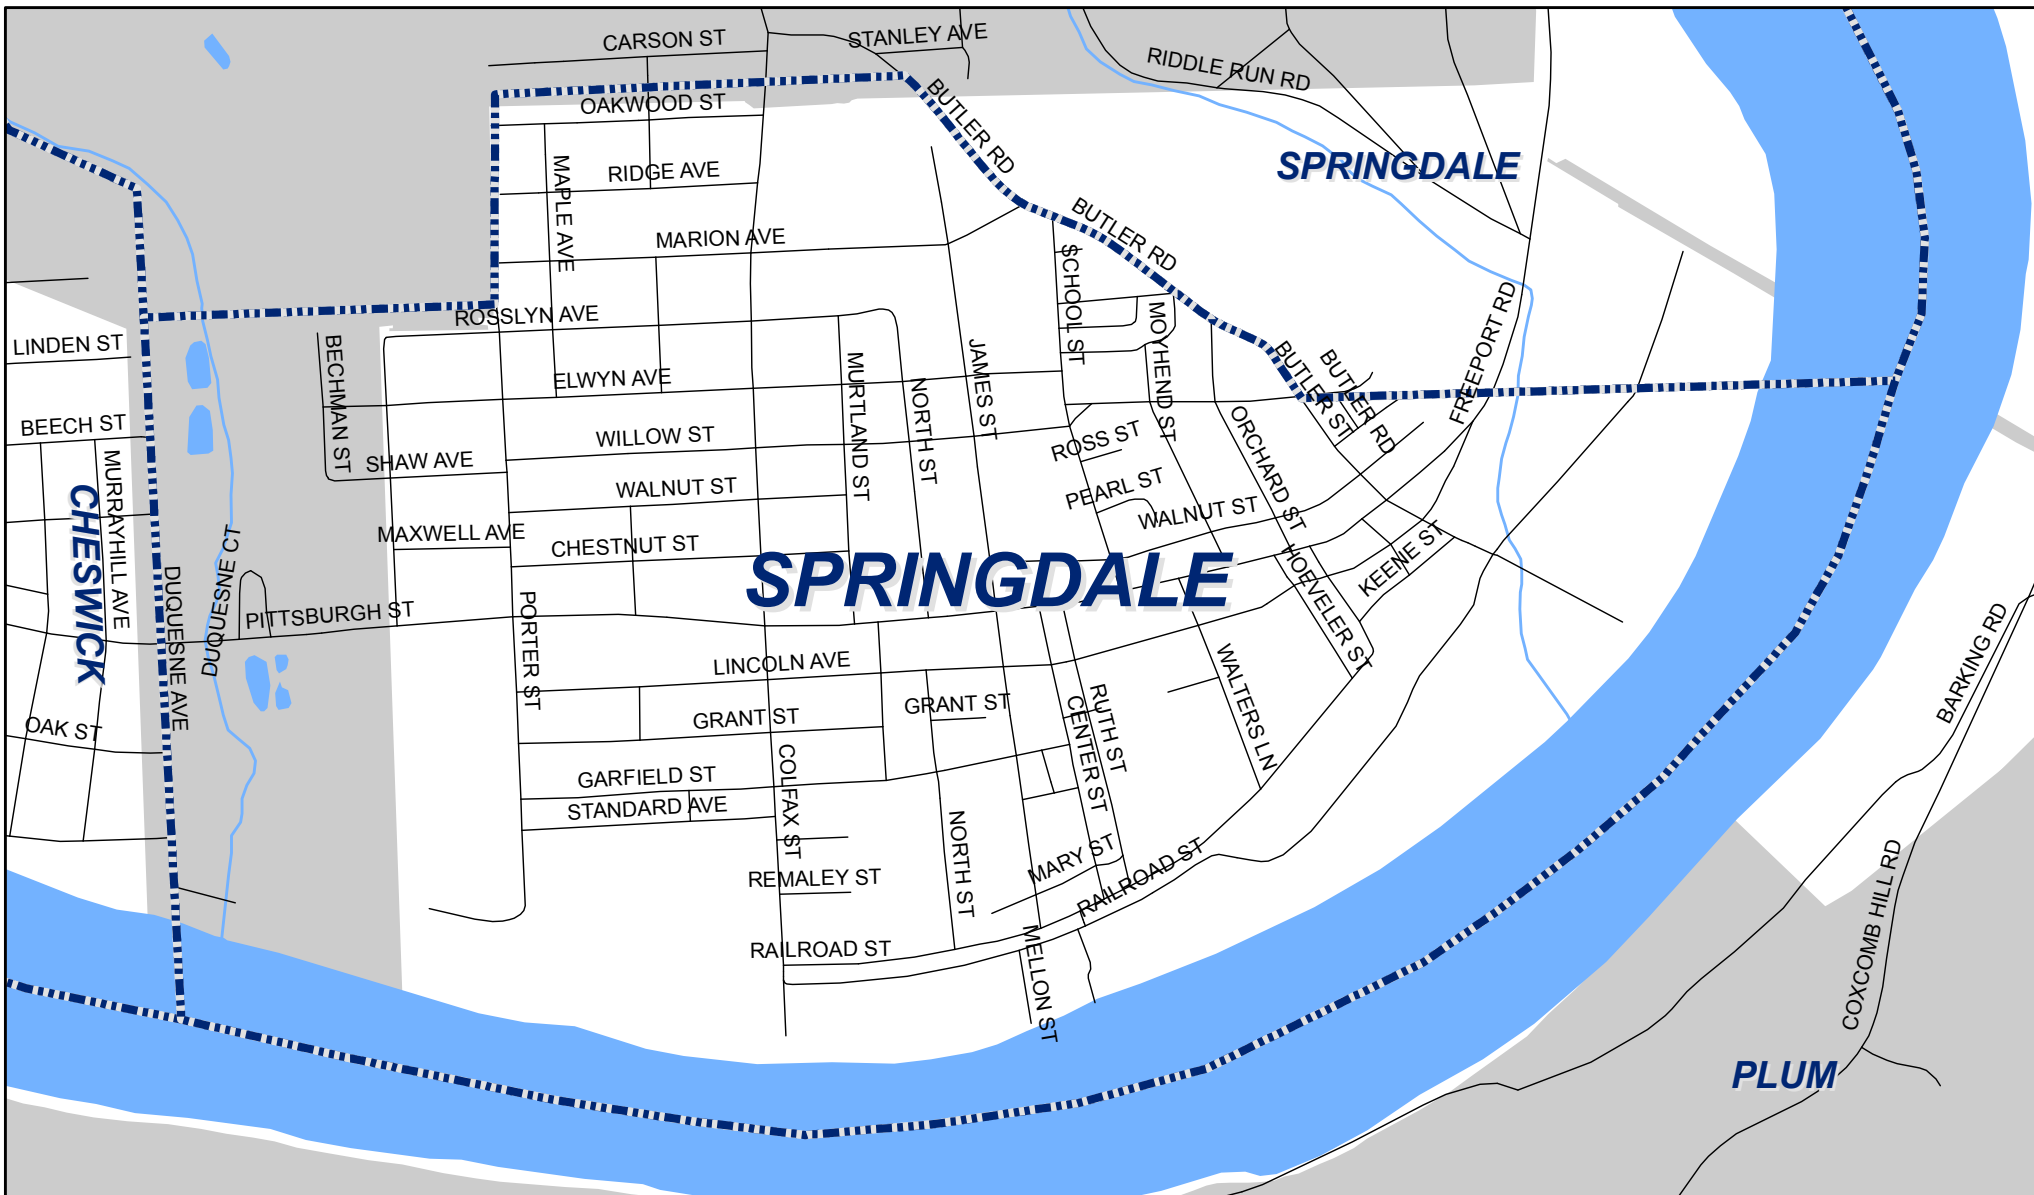 CARSON ST
STANLEY AVE
RIDDLE RUN RD
OAKWOOD ST
BUTLER RD
SPRINGDALE
RIDGE AVE
MAPLE AVE
MARION AVE
BUTLER RD
SCHOOL ST
ROSSLYN AVE
LINDEN ST
BECHMAN ST
ELWYN AVE
MURTLAND ST
NORTH ST
JAMES ST
MOYHEND ST
BUTLER ST
BUTLER RD
FREEPORT RD
BEECH ST
MURRAYHILL AVE
CHESWICK
SHAW AVE
WILLOW ST
ROSS ST
ORCHARD ST
WALNUT ST
PEARL ST
WALNUT ST
MAXWELL AVE
CHESTNUT ST
SPRINGDALE
HOEVELER ST
KEENE ST
DUQUESNE AVE
DUQUESNE CT
PITTSBURGH ST
PORTER ST
LINCOLN AVE
WALTERS LN
BARKING RD
OAK ST
GRANT ST
GRANT ST
CENTER ST
RUTH ST
COLFAX ST
GARFIELD ST
STANDARD AVE
NORTH ST
MARY ST
RAILROAD ST
REMALEY ST
RAILROAD ST
MELLON ST
COXCOMB HILL RD
PLUM